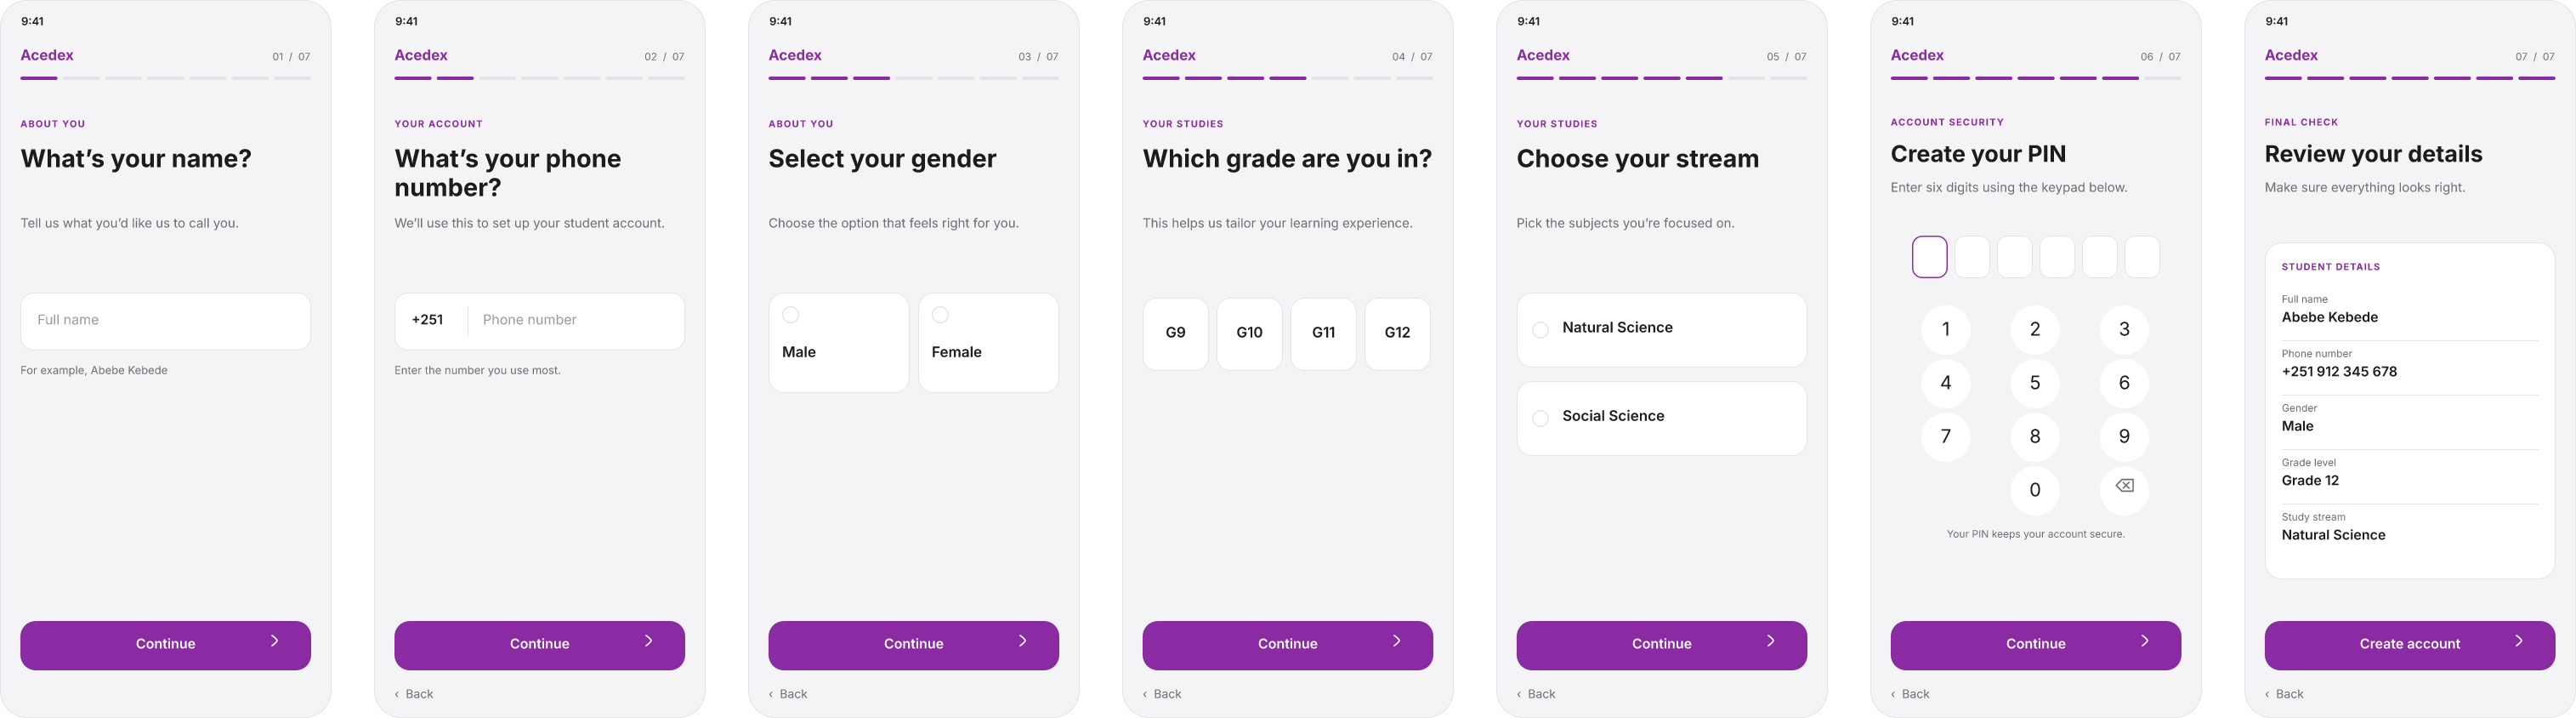 9:41
Acedex
01 / 07
ABOUT YOU
What’s your name?
Tell us what you’d like us to call you.
Full name
For example, Abebe Kebede
Continue
9:41
Acedex
02 / 07
YOUR ACCOUNT
What’s your phone
number?
We’ll use this to set up your student account.
+251
Phone number
Enter the number you use most.
Continue
‹ Back
9:41
Acedex
03 / 07
ABOUT YOU
Select your gender
Choose the option that feels right for you.
Male
Female
Continue
‹ Back
9:41
Acedex
04 / 07
YOUR STUDIES
Which grade are you in?
This helps us tailor your learning experience.
G9
G10
G11
G12
Continue
‹ Back
9:41
Acedex
05 / 07
YOUR STUDIES
Choose your stream
Pick the subjects you’re focused on.
Natural Science
Social Science
Continue
‹ Back
9:41
Acedex
06 / 07
ACCOUNT SECURITY
Create your PIN
Enter six digits using the keypad below.
1 2 3
4 5 6
7 8 9
0
Your PIN keeps your account secure.
Continue
‹ Back
9:41
Acedex
07 / 07
FINAL CHECK
Review your details
Make sure everything looks right.
STUDENT DETAILS
Full name
Abebe Kebede
Phone number
+251 912 345 678
Gender
Male
Grade level
Grade 12
Study stream
Natural Science
Create account
‹ Back